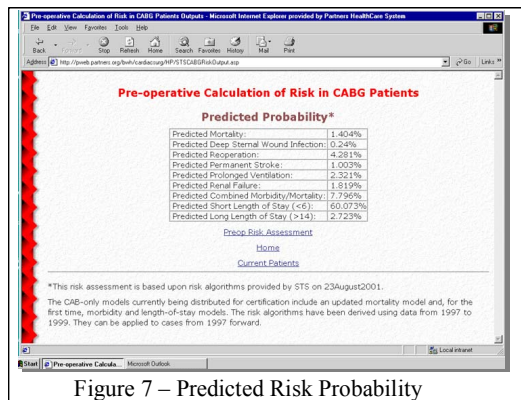 Pre-operative Calculation of Risk in CABG Patients Outputs - Microsoft Internet Explorer provided by Partners HealthCare System
File Edit View Favorites Tools Help
Back Forward Stop Refresh Home Search Favorites History Mail Print
Address http://pweb.partners.org/bwh/cardiacsurg/HP/STSCABGRiskOutput.asp Go Links »
Pre-operative Calculation of Risk in CABG Patients
Predicted Probability*
Predicted Mortality: 1.404%
Predicted Deep Sternal Wound Infection: 0.24%
Predicted Reoperation: 4.281%
Predicted Permanent Stroke: 1.003%
Predicted Prolonged Ventilation: 2.321%
Predicted Renal Failure: 1.819%
Predicted Combined Morbidity/Mortality: 7.796%
Predicted Short Length of Stay (<6): 60.073%
Predicted Long Length of Stay (>14): 2.723%
Preop Risk Assessment
Home
Current Patients
*This risk assessment is based upon risk algorithms provided by STS on 23August2001.
The CAB-only models currently being distributed for certification include an updated mortality model and, for the
first time, morbidity and length-of-stay models. The risk algorithms have been derived using data from 1997 to
1999. They can be applied to cases from 1997 forward.
Local intranet
Start Pre-operative Calcula... Microsoft Outlook
Figure 7 – Predicted Risk Probability